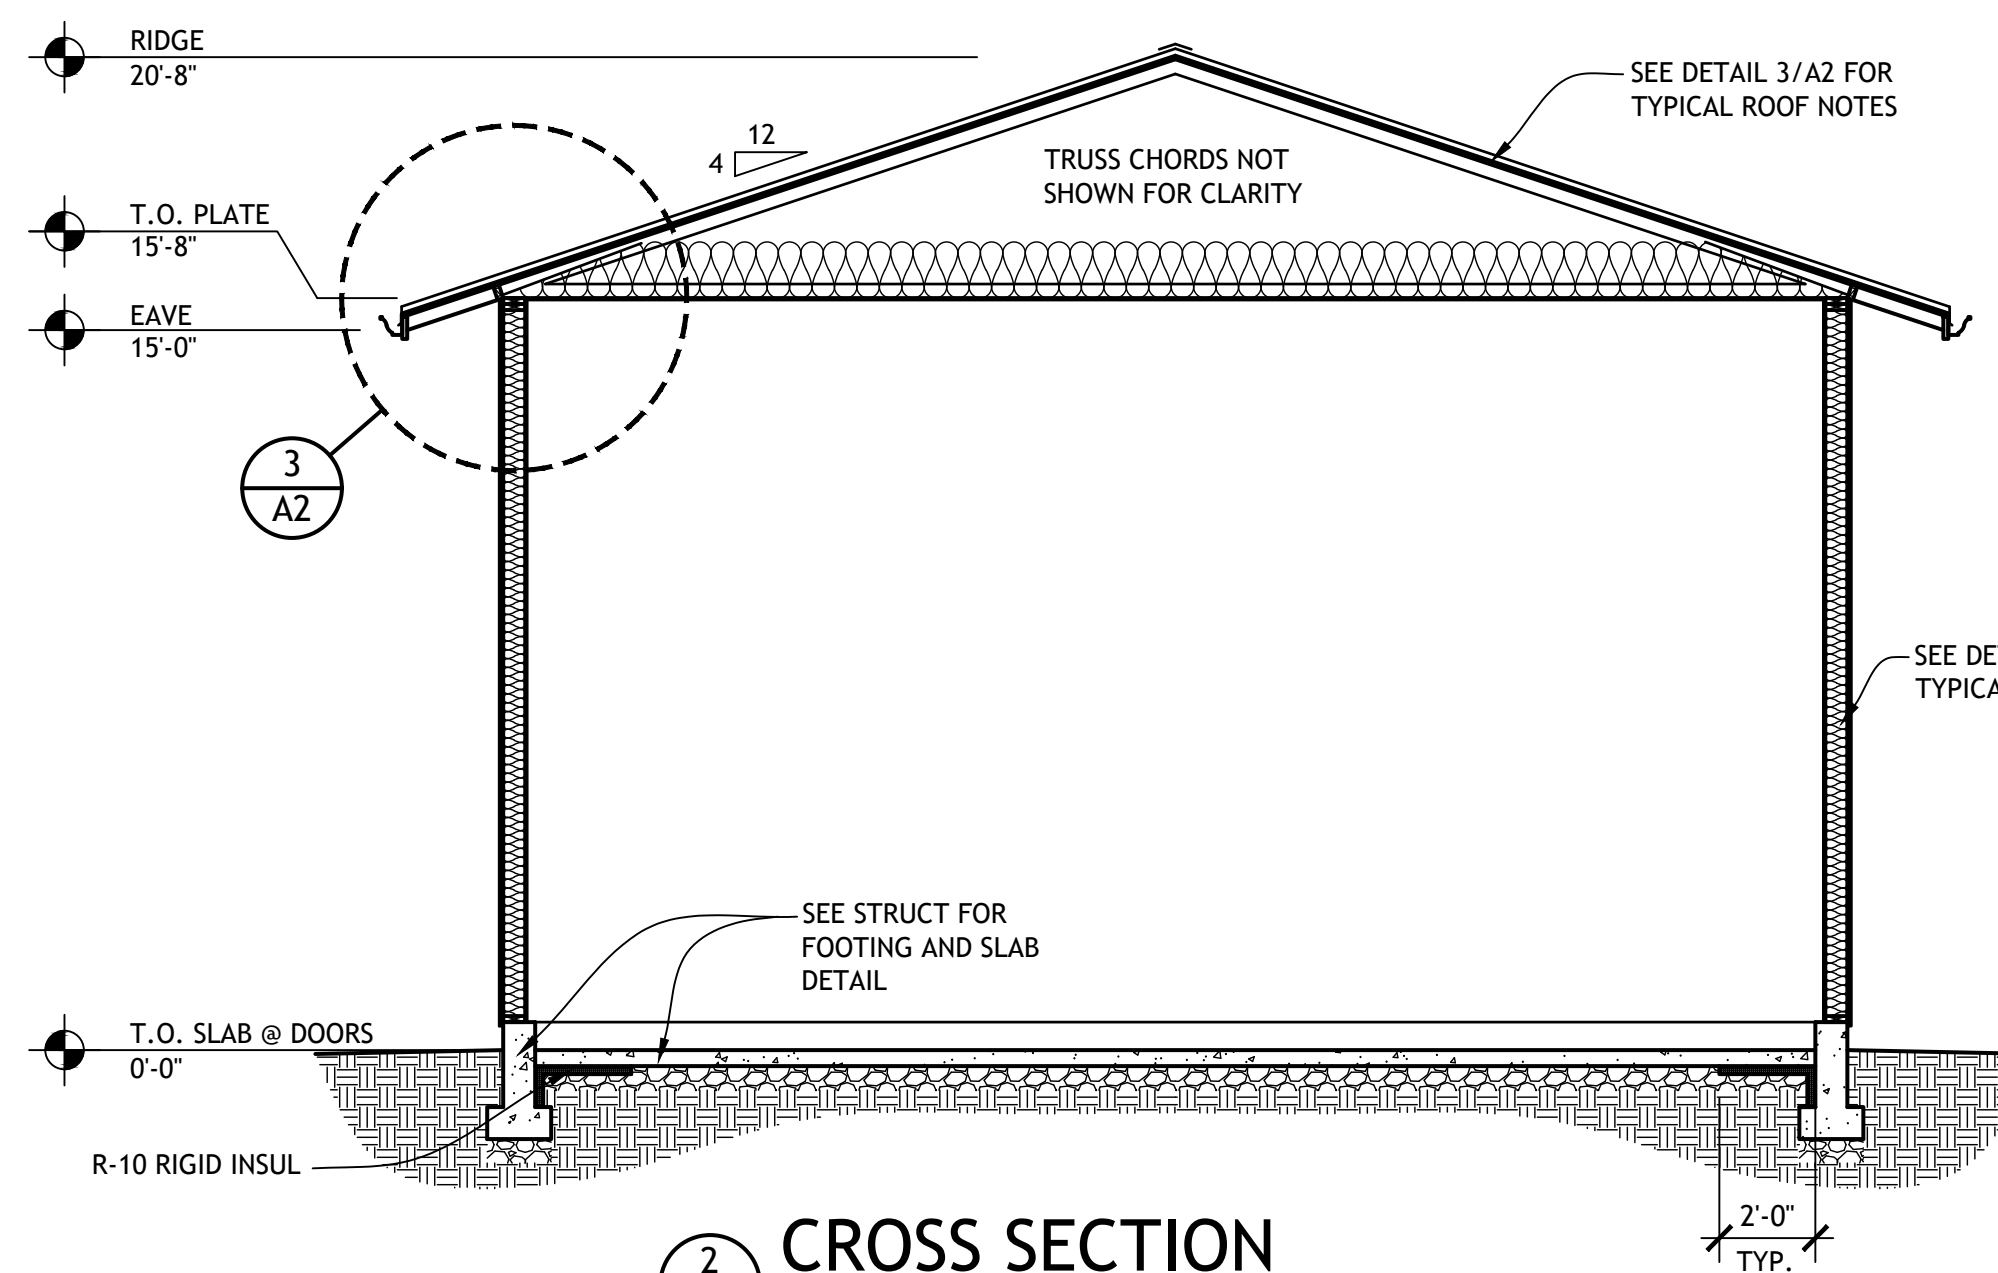 RIDGE
20'-8"
SEE DETAIL 3/A2 FOR
TYPICAL ROOF NOTES
12
4
TRUSS CHORDS NOT
SHOWN FOR CLARITY
T.O. PLATE
15'-8"
EAVE
15'-0"
3
A2
SEE
SEE STRUCT FOR
FOOTING AND SLAB
DETAIL
T.O. SLAB @ DOORS
0'-0"
R-10 RIGID INSUL
2'-0"
TYP.
2
CROSS SECTION